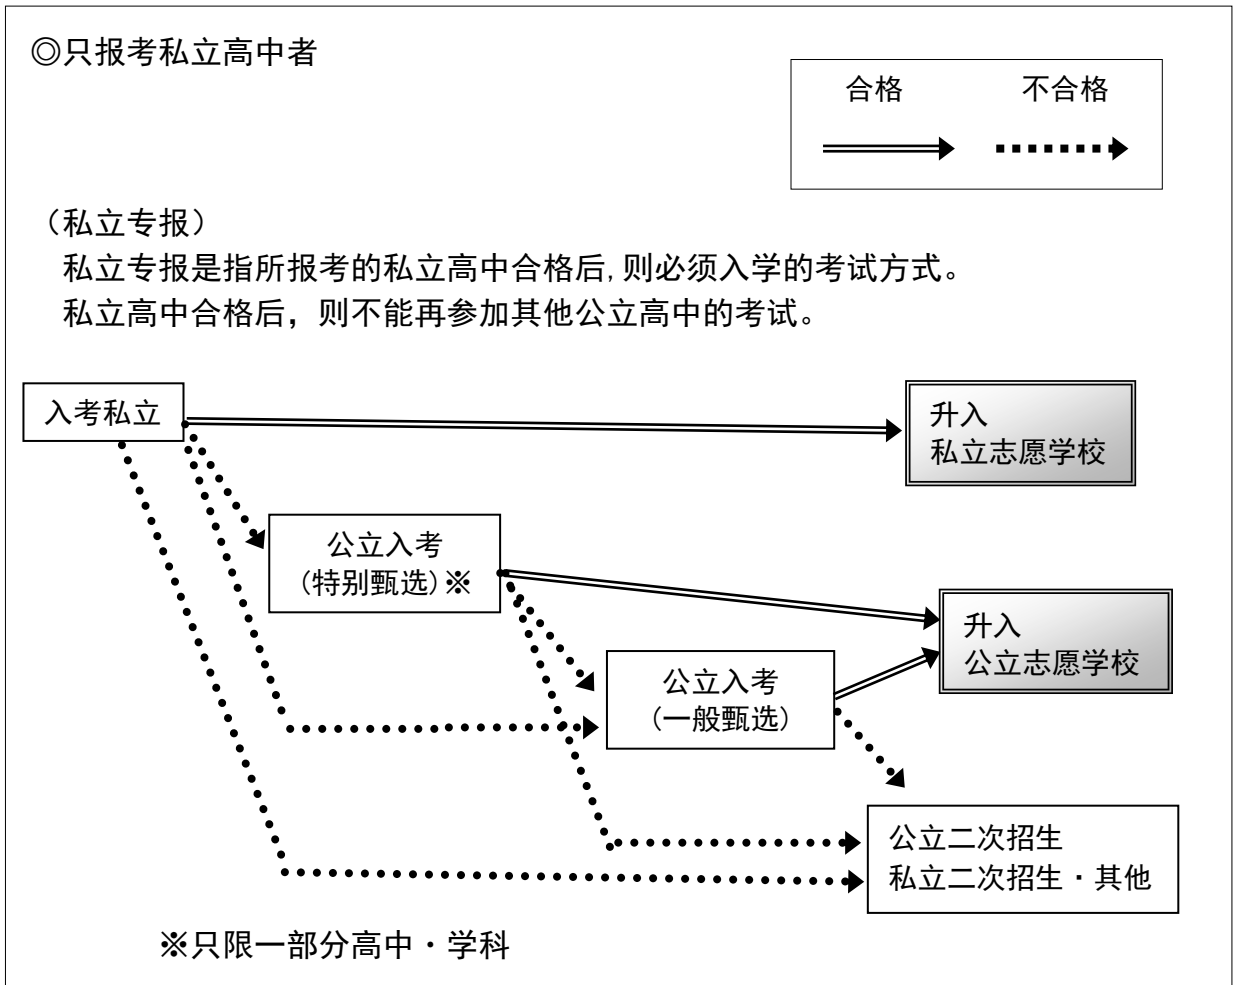 ◎只报考私立高中者
合格
不合格
（私立专报）
私立专报是指所报考的私立高中合格后,则必须入学的考试方式。
私立高中合格后，则不能再参加其他公立高中的考试。
入考私立
升入
私立志愿学校
公立入考
(特别甄选)※
升入
公立志愿学校
公立入考
(一般甄选)
公立二次招生
私立二次招生・其他
※只限一部分高中・学科